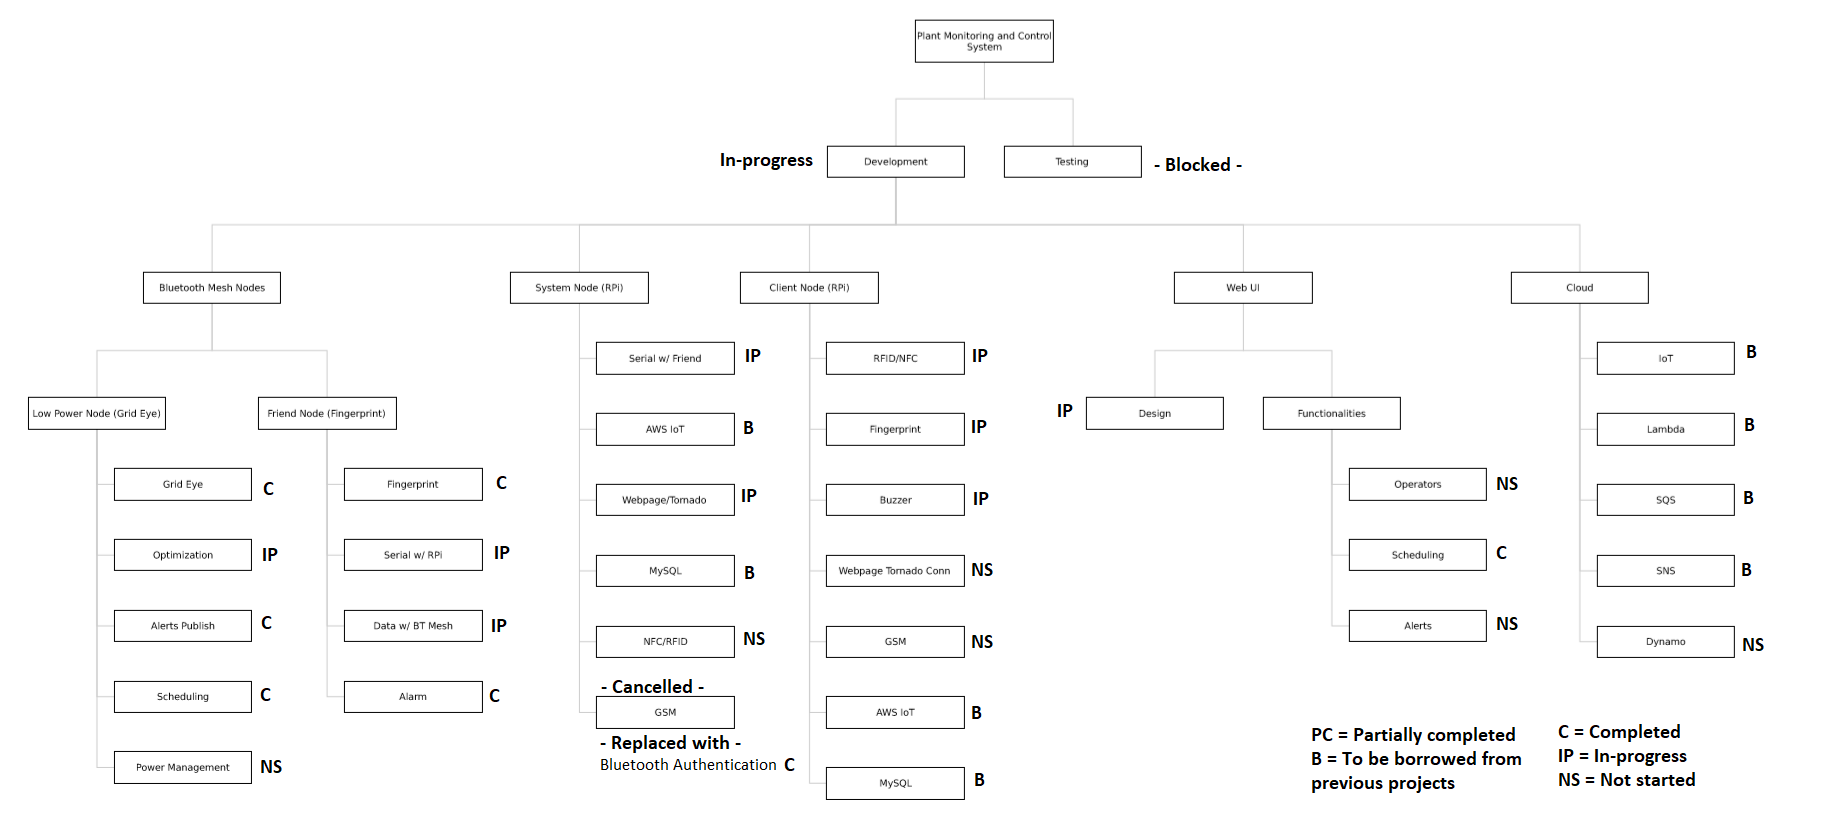 Plant Monitoring and Control
System
In-progress
Development
Testing
- Blocked -
Bluetooth Mesh Nodes
System Node (RPi)
Client Node (RPi)
Web UI
Cloud
Low Power Node (Grid Eye)
Grid Eye C
Optimization IP
Alerts Publish C
Scheduling C
Power Management NS
Friend Node (Fingerprint)
Fingerprint C
Serial w/ RPi IP
Data w/ BT Mesh IP
Alarm C
Serial w/ Friend IP
AWS IoT B
Webpage/Tornado IP
MySQL B
NFC/RFID NS
- Cancelled -
GSM
- Replaced with -
Bluetooth Authentication C
RFID/NFC IP
Fingerprint IP
Buzzer IP
Webpage Tornado Conn NS
GSM NS
AWS IoT B
MySQL B
IP Design
Functionalities
Operators NS
Scheduling C
Alerts NS
IoT B
Lambda B
SQS B
SNS B
Dynamo NS
PC = Partially completed
B = To be borrowed from
previous projects
C = Completed
IP = In-progress
NS = Not started